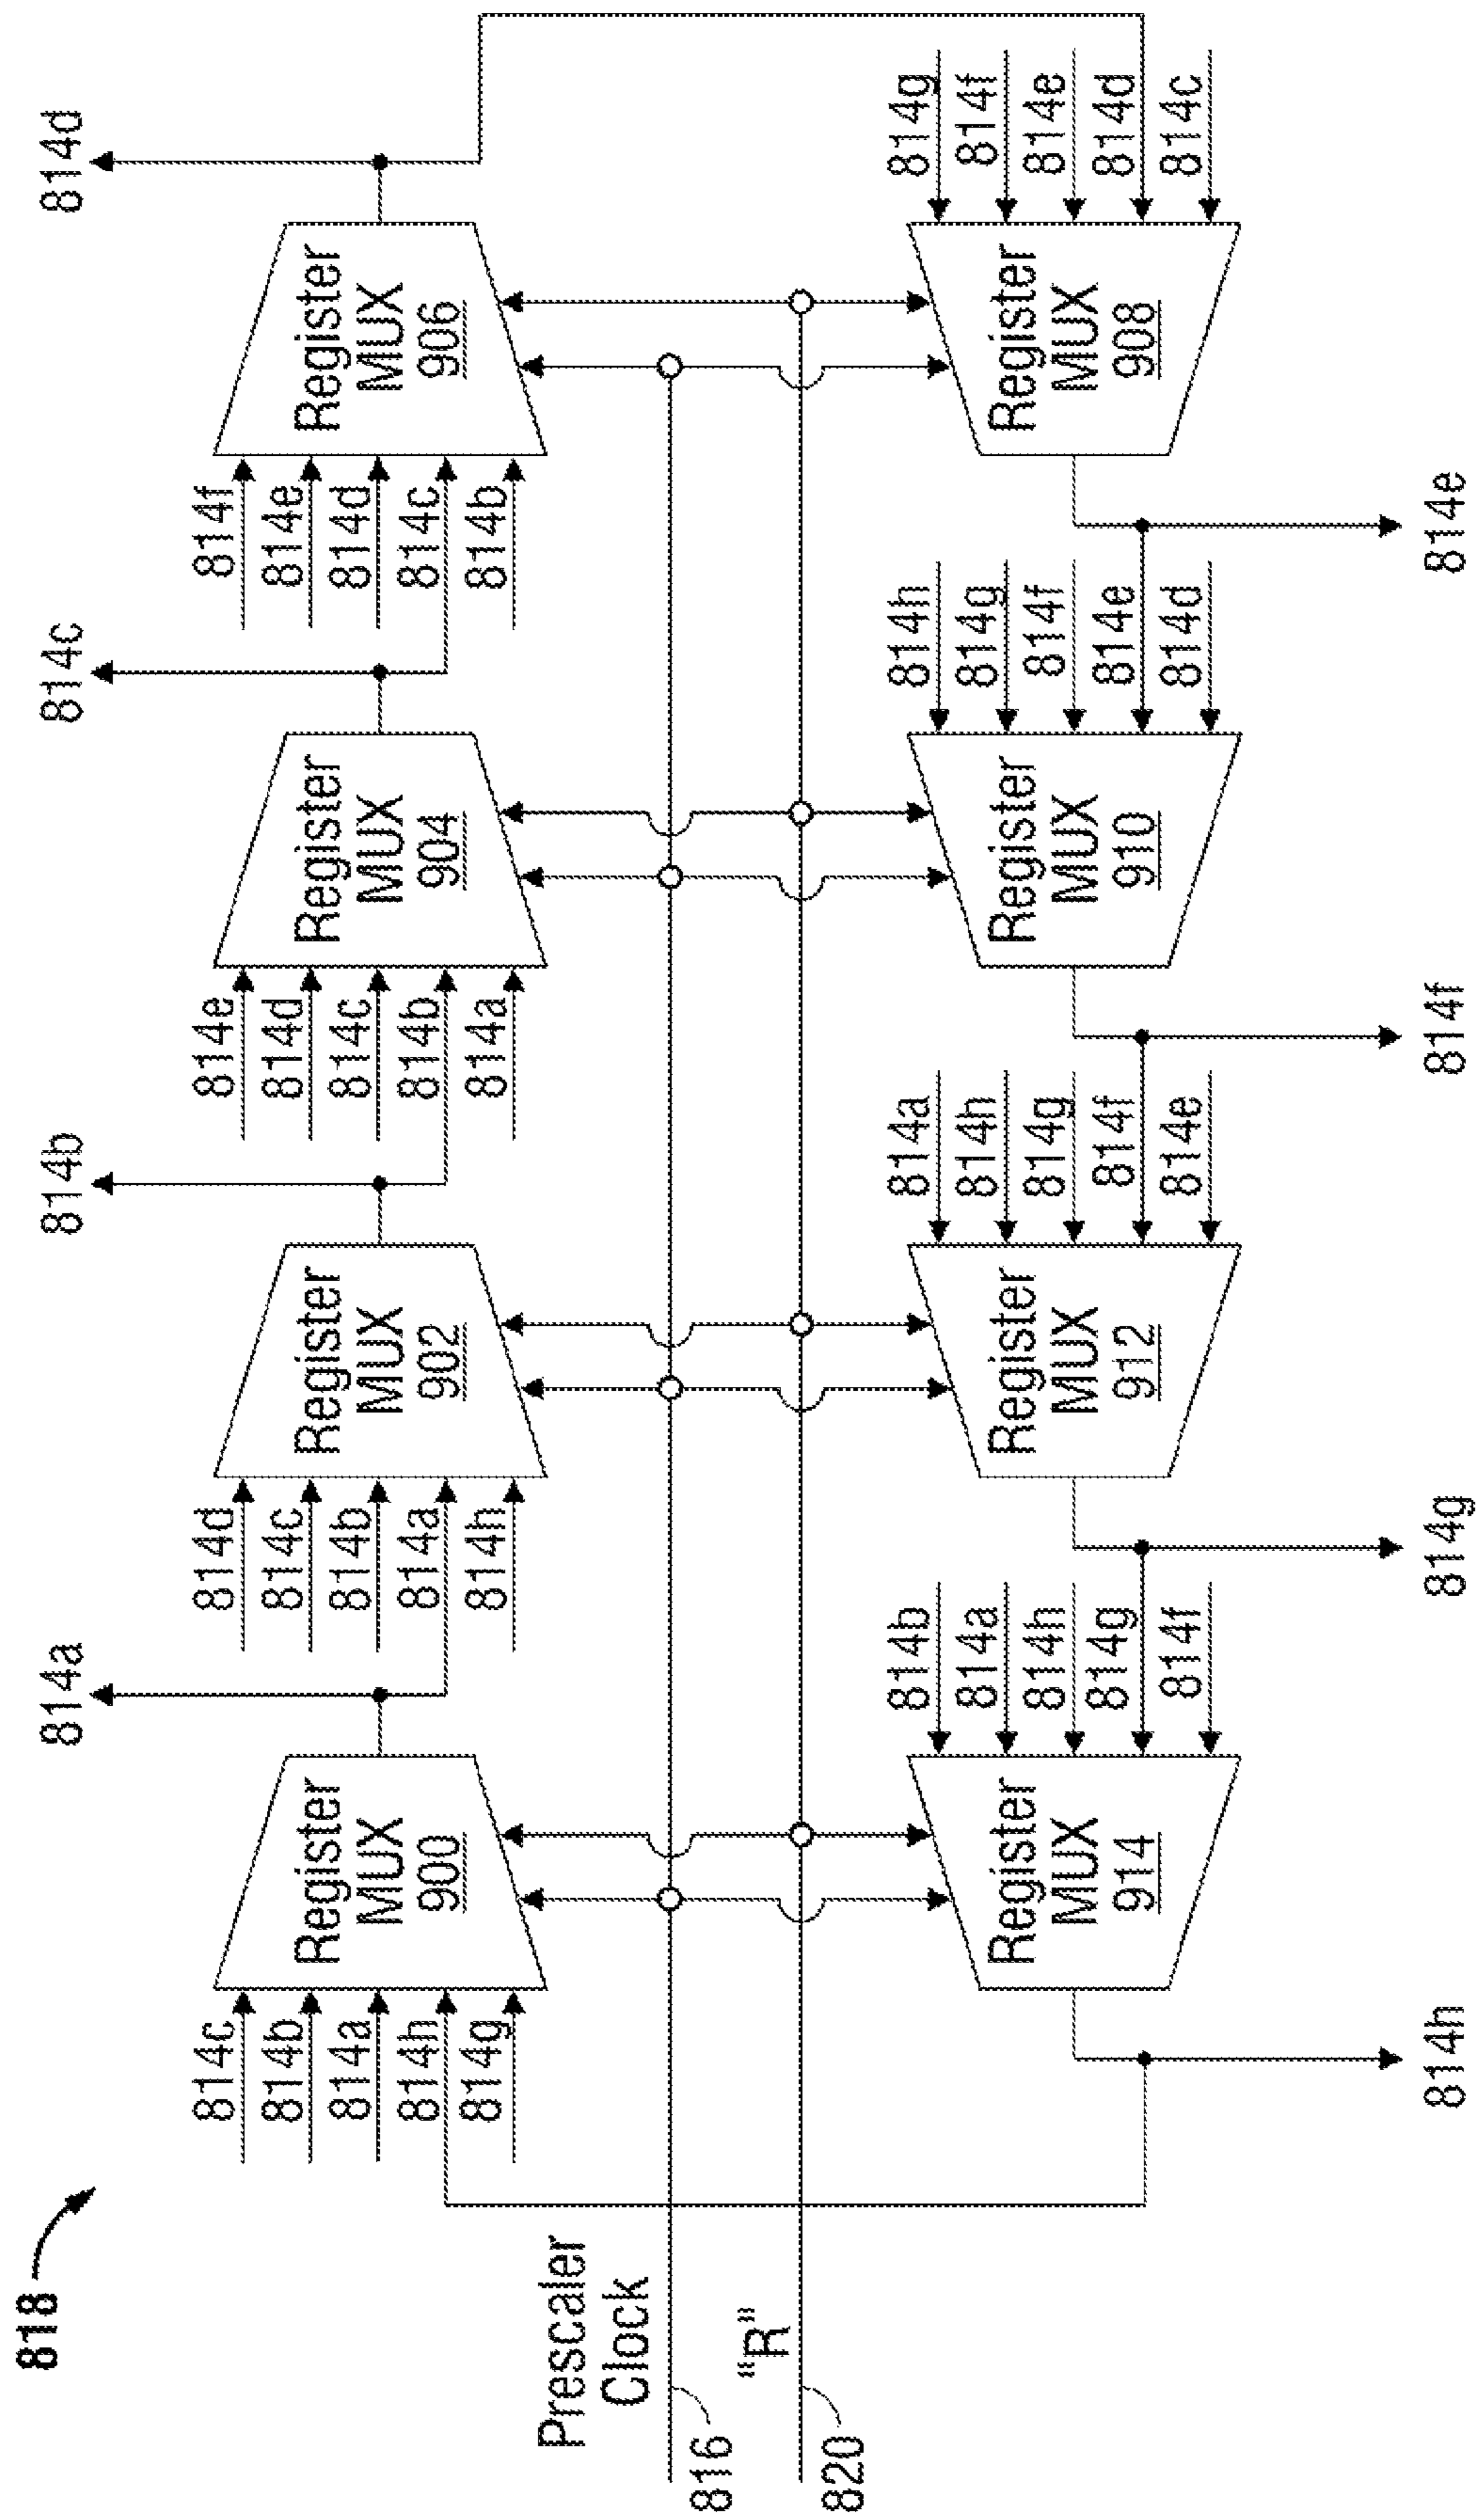 818
814a
814b
814c
814d
814c
814b
814a
814h
814g
Register
MUX
900
814d
814c
814b
814a
814h
Register
MUX
902
814e
814d
814c
814b
814a
Register
MUX
904
814f
814e
814d
814c
814b
Register
MUX
906
Prescaler
Clock
816
"R"
820
814b
814a
814h
814g
814f
Register
MUX
914
814a
814h
814g
814f
814e
Register
MUX
912
814h
814g
814f
814e
814d
Register
MUX
910
814g
814f
814e
814d
814c
Register
MUX
908
814h
814g
814f
814e